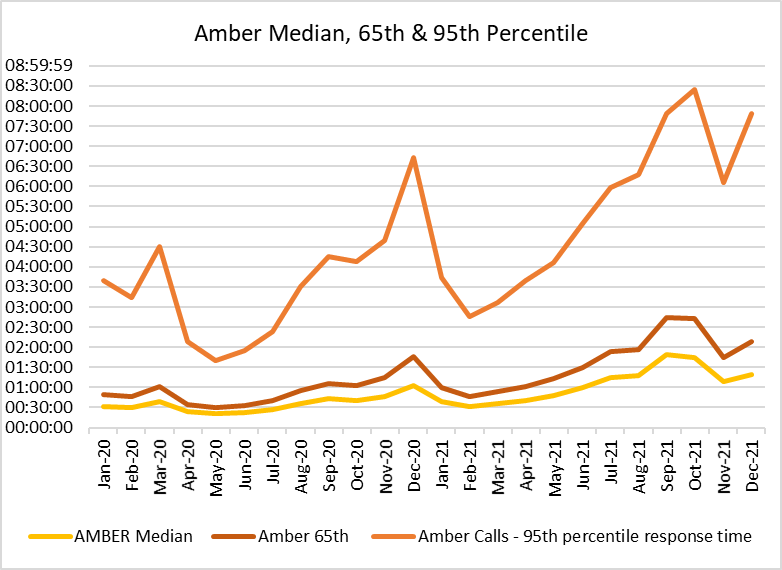 Amber Median, 65th & 95th Percentile
08:59:59
08:30:00
08:00:00
07:30:00
07:00:00
06:30:00
06:00:00
05:30:00
05:00:00
04:30:00
04:00:00
03:30:00
03:00:00
02:30:00
02:00:00
01:30:00
01:00:00
00:30:00
00:00:00
Jan-20
Feb-20
Mar-20
Apr-20
May-20
Jun-20
Jul-20
Aug-20
Sep-20
Oct-20
Nov-20
Dec-20
Jan-21
Feb-21
Mar-21
Apr-21
May-21
Jun-21
Jul-21
Aug-21
Sep-21
Oct-21
Nov-21
Dec-21
AMBER Median
Amber 65th
Amber Calls - 95th percentile response time